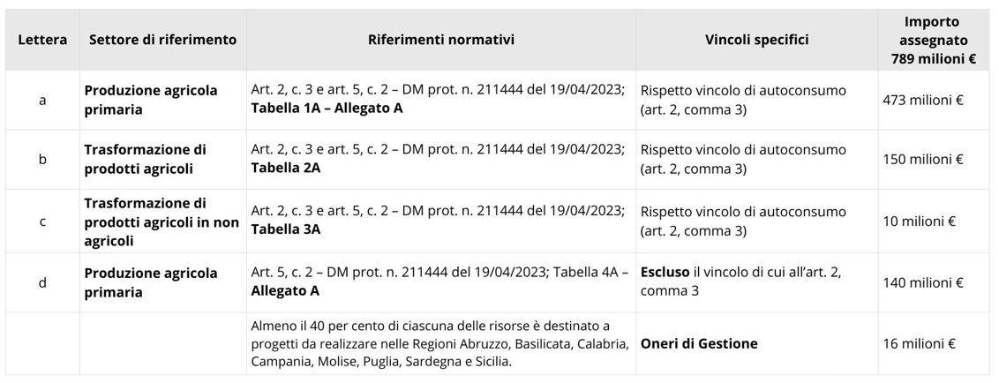 Lettera
Settore di riferimento
Riferimenti normativi
Vincoli specifici
Importo
assegnato
789 milioni €
a
Produzione agricola
primaria
Art. 2, c. 3 e art. 5, c. 2 – DM prot. n. 211444 del 19/04/2023;
Tabella 1A – Allegato A
Rispetto vincolo di autoconsumo
(art. 2, comma 3)
473 milioni €
b
Trasformazione di
prodotti agricoli
Art. 2, c. 3 e art. 5, c. 2 – DM prot. n. 211444 del 19/04/2023;
Tabella 2A
Rispetto vincolo di autoconsumo
(art. 2, comma 3)
150 milioni €
c
Trasformazione di
prodotti agricoli in non
agricoli
Art. 2, c. 3 e art. 5, c. 2 – DM prot. n. 211444 del 19/04/2023;
Tabella 3A
Rispetto vincolo di autoconsumo
(art. 2, comma 3)
10 milioni €
d
Produzione agricola
primaria
Art. 5, c. 2 – DM prot. n. 211444 del 19/04/2023; Tabella 4A –
Allegato A
Escluso il vincolo di cui all’art. 2,
comma 3
140 milioni €
Almeno il 40 per cento di ciascuna delle risorse è destinato a
progetti da realizzare nelle Regioni Abruzzo, Basilicata, Calabria,
Campania, Molise, Puglia, Sardegna e Sicilia.
Oneri di Gestione
16 milioni €